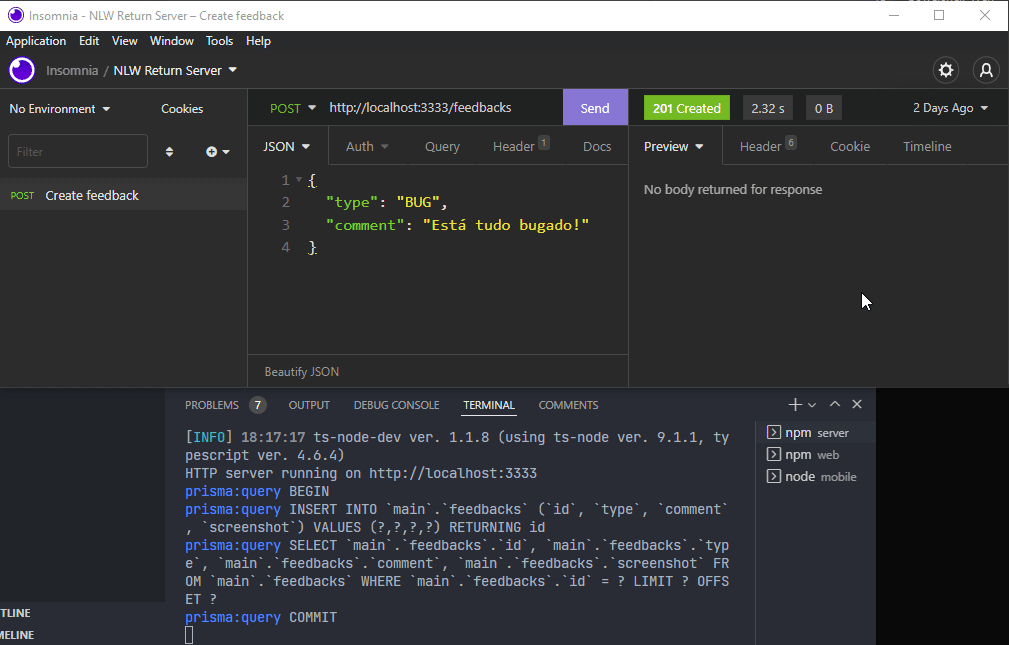 Insomnia - NLW Return Server – Create feedback
Application Edit View Window Tools Help
Insomnia / NLW Return Server
No Environment Cookies
POST http://localhost:3333/feedbacks Send
201 Created 2.32 s 0 B 2 Days Ago
Filter
JSON Auth Query Header 1 Docs
Preview Header 6 Cookie Timeline
POST Create feedback
1 {
2 "type": "BUG",
3 "comment": "Está tudo bugado!"
4 }
No body returned for response
Beautify JSON
PROBLEMS 7 OUTPUT DEBUG CONSOLE TERMINAL COMMENTS
[INFO] 18:17:17 ts-node-dev ver. 1.1.8 (using ts-node ver. 9.1.1, ty
pescript ver. 4.6.4)
HTTP server running on http://localhost:3333
prisma:query BEGIN
prisma:query INSERT INTO `main`.`feedbacks` (`id`, `type`, `comment`
, `screenshot`) VALUES (?,?,?,?) RETURNING id
prisma:query SELECT `main`.`feedbacks`.`id`, `main`.`feedbacks`.`typ
e`, `main`.`feedbacks`.`comment`, `main`.`feedbacks`.`screenshot` FR
OM `main`.`feedbacks` WHERE `main`.`feedbacks`.`id` = ? LIMIT ? OFFS
ET ?
prisma:query COMMIT
npm server
npm web
node mobile
TLINE
MELINE